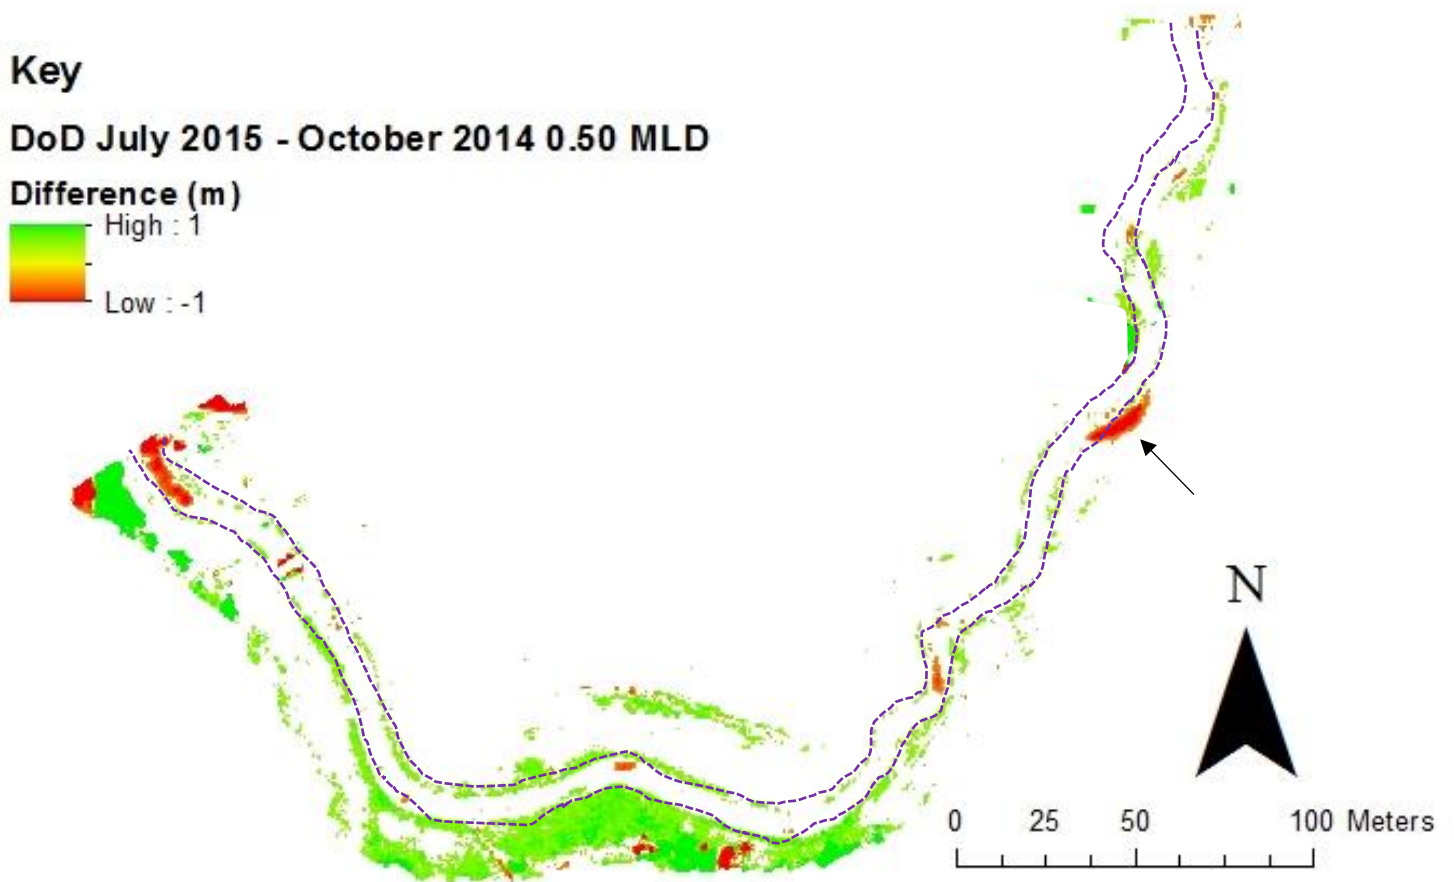 Key
DoD July 2015 - October 2014 0.50 MLD
Difference (m)
High : 1
Low : -1
N
0 25 50 100 Meters